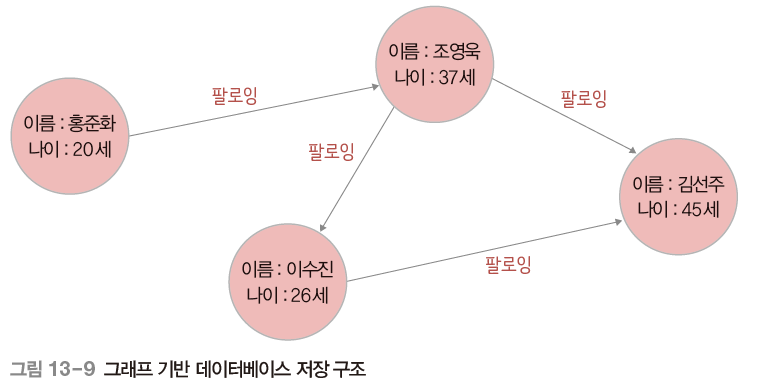 이름 : 조영욱
나이 : 37세
팔로잉
팔로잉
이름 : 홍준화
나이 : 20세
팔로잉
이름 : 김선주
나이 : 45세
이름 : 이수진
나이 : 26세
팔로잉
그림 13-9 그래프 기반 데이터베이스 저장 구조